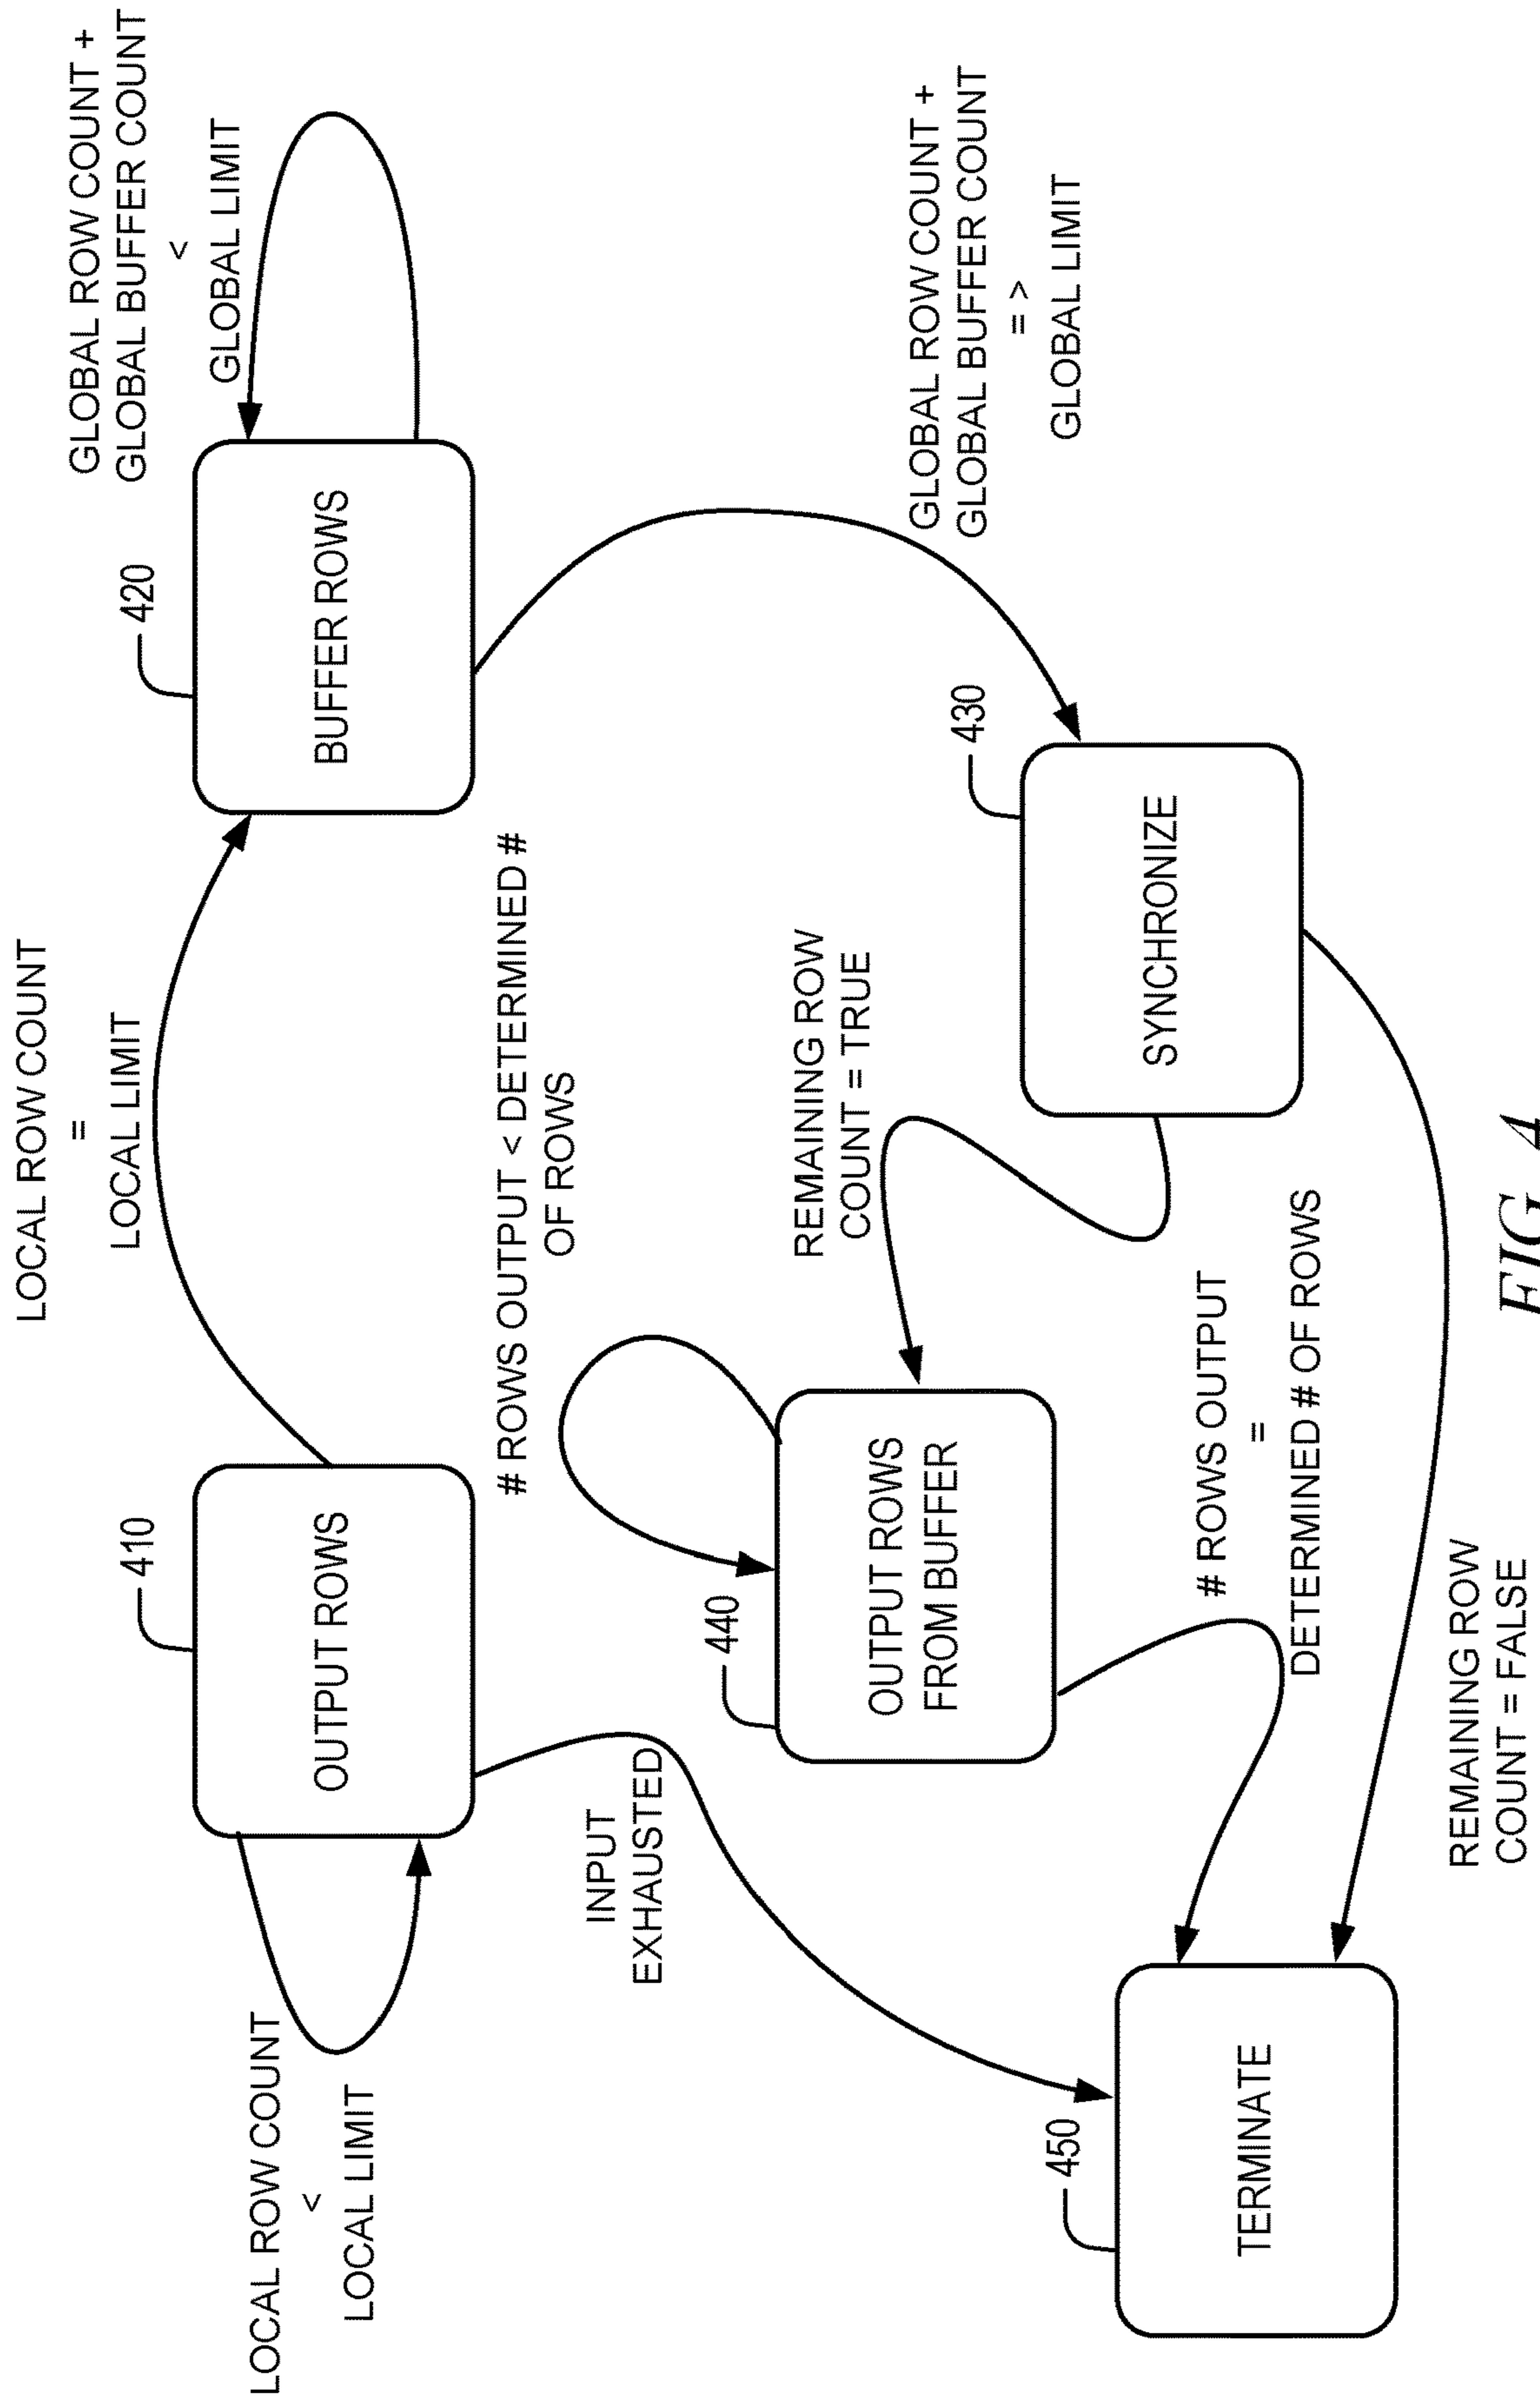 LOCAL ROW COUNT
=
LOCAL LIMIT
GLOBAL ROW COUNT +
GLOBAL BUFFER COUNT
<
GLOBAL LIMIT
410
OUTPUT ROWS
420
BUFFER ROWS
LOCAL ROW COUNT
<
LOCAL LIMIT
INPUT
EXHAUSTED
# ROWS OUTPUT < DETERMINED #
OF ROWS
REMAINING ROW
COUNT = TRUE
GLOBAL ROW COUNT +
GLOBAL BUFFER COUNT
= >
GLOBAL LIMIT
440
OUTPUT ROWS
FROM BUFFER
430
SYNCHRONIZE
# ROWS OUTPUT
=
DETERMINED # OF ROWS
450
TERMINATE
REMAINING ROW
COUNT = FALSE
FIG. 4